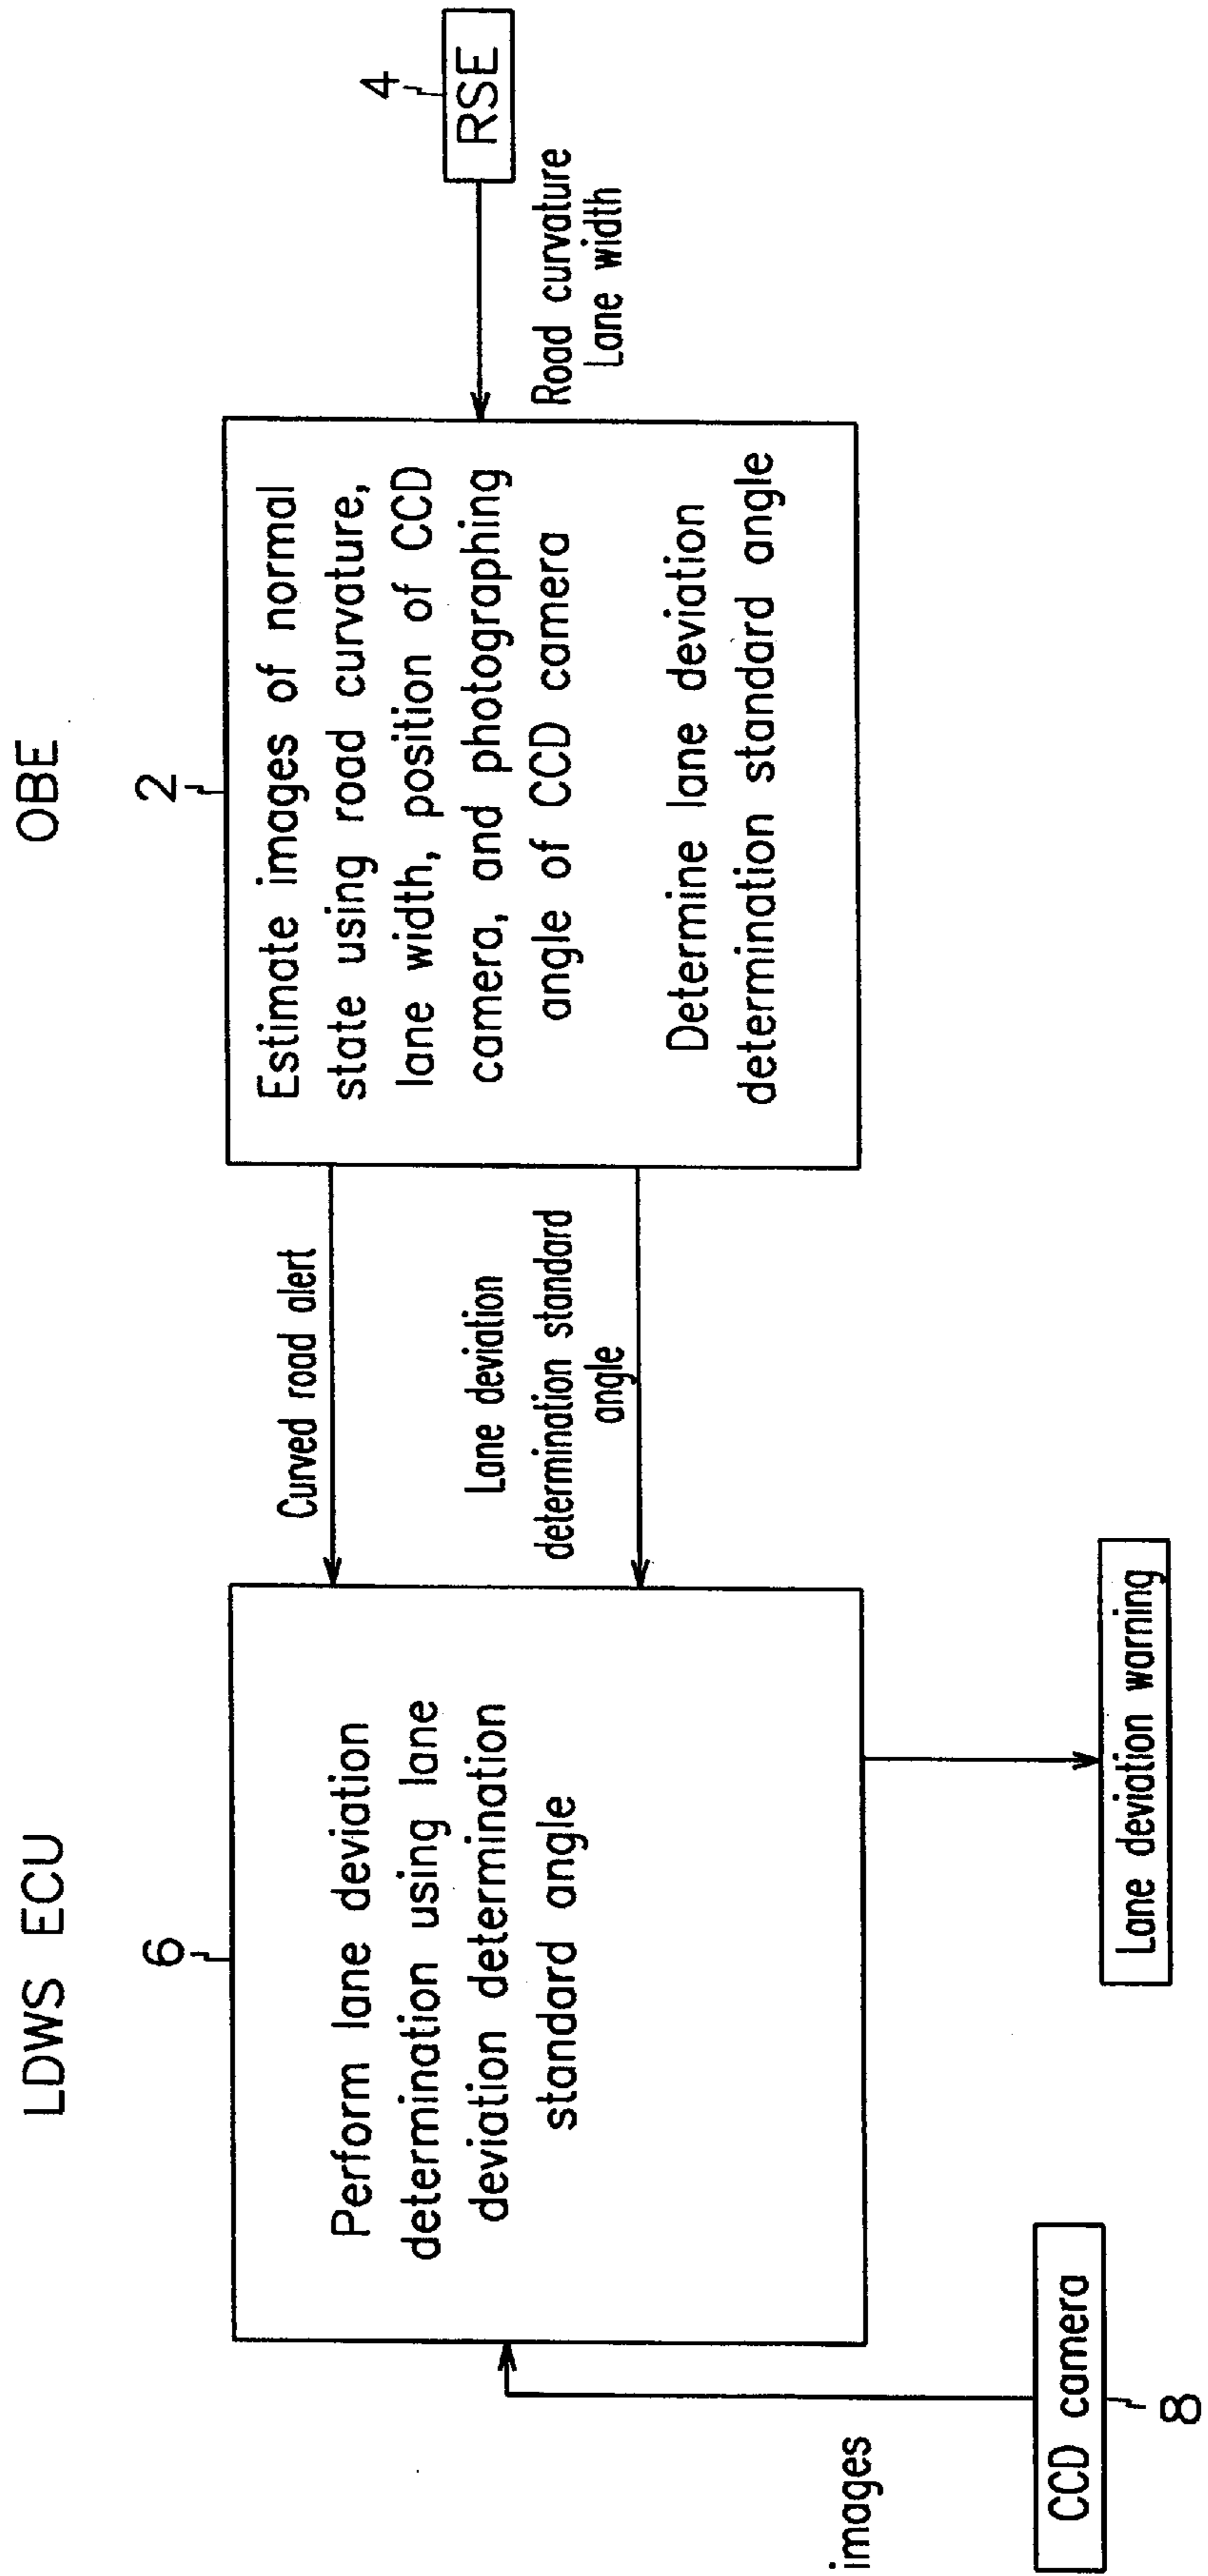 LDWS ECU
OBE
6
Perform lane deviation
determination using lane
deviation determination
standard angle
Curved road alert
Lane deviation
determination standard
angle
2
Estimate images of normal
state using road curvature,
lane width, position of CCD
camera, and photographing
angle of CCD camera
Determine lane deviation
determination standard angle
4
RSE
Road curvature
Lane width
images
CCD camera
8
Lane deviation warning